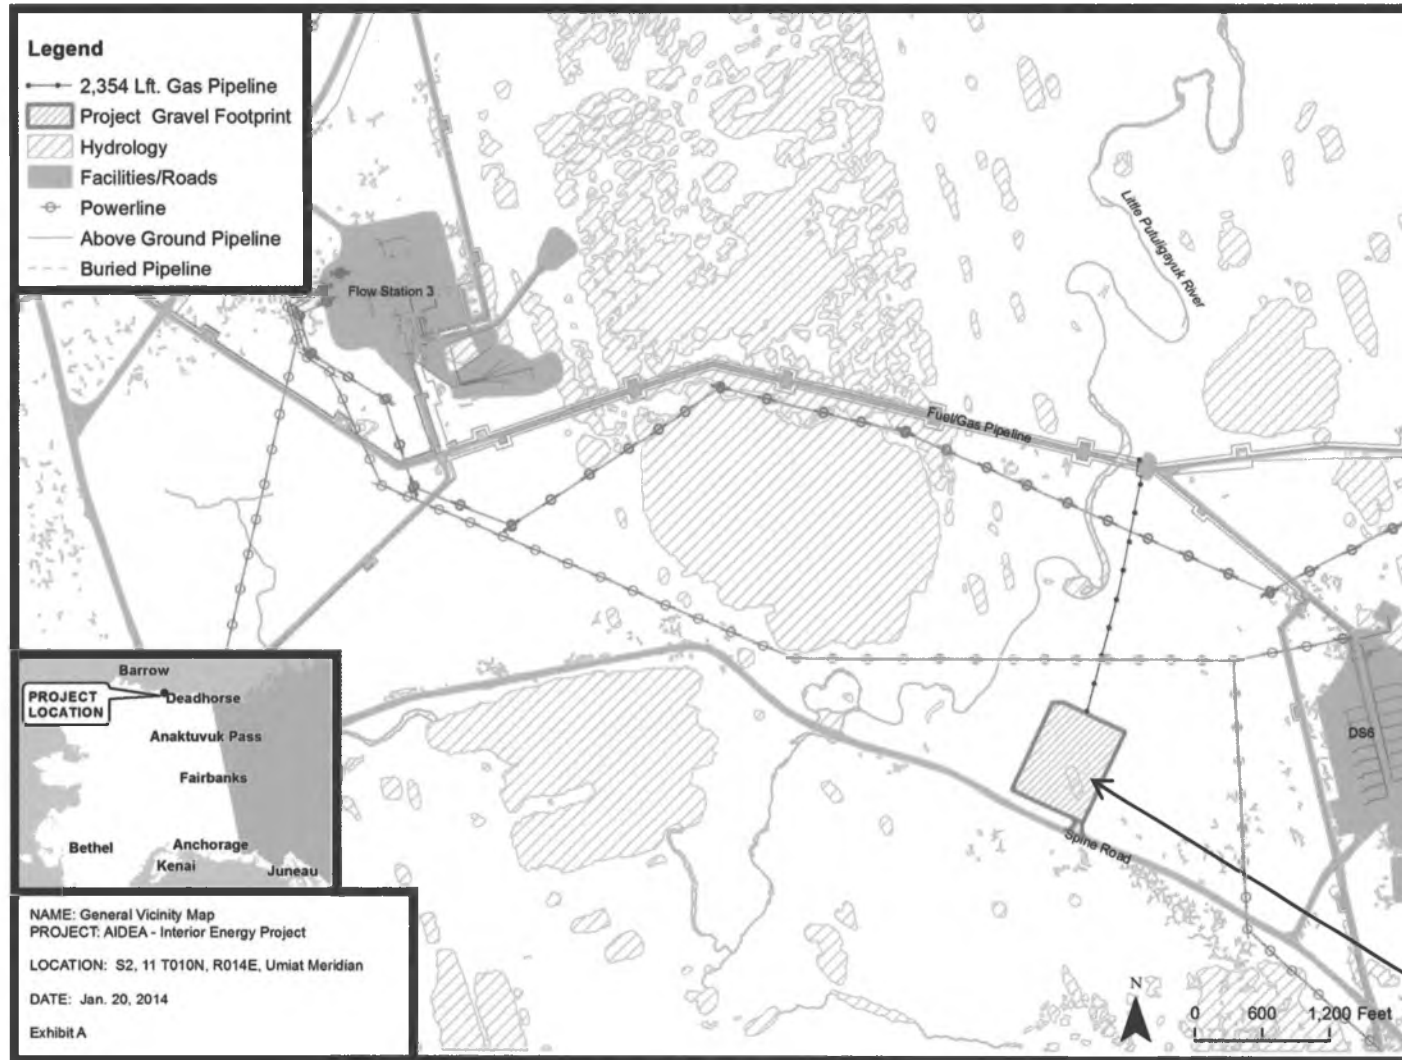 Legend
2,354 Lft. Gas Pipeline
Project Gravel Footprint
Hydrology
Facilities/Roads
Powerline
Above Ground Pipeline
Buried Pipeline
Flow Station 3
Little Putuligayuk River
Fuel/Gas Pipeline
DS6
Spine Road
Barrow
PROJECT
LOCATION
Deadhorse
Anaktuvuk Pass
Fairbanks
Bethel
Anchorage
Kenai
Juneau
NAME: General Vicinity Map
PROJECT: AIDEA - Interior Energy Project
LOCATION: S2, 11 T010N, R014E, Umiat Meridian
DATE: Jan. 20, 2014
Exhibit A
N
0 600 1,200 Feet